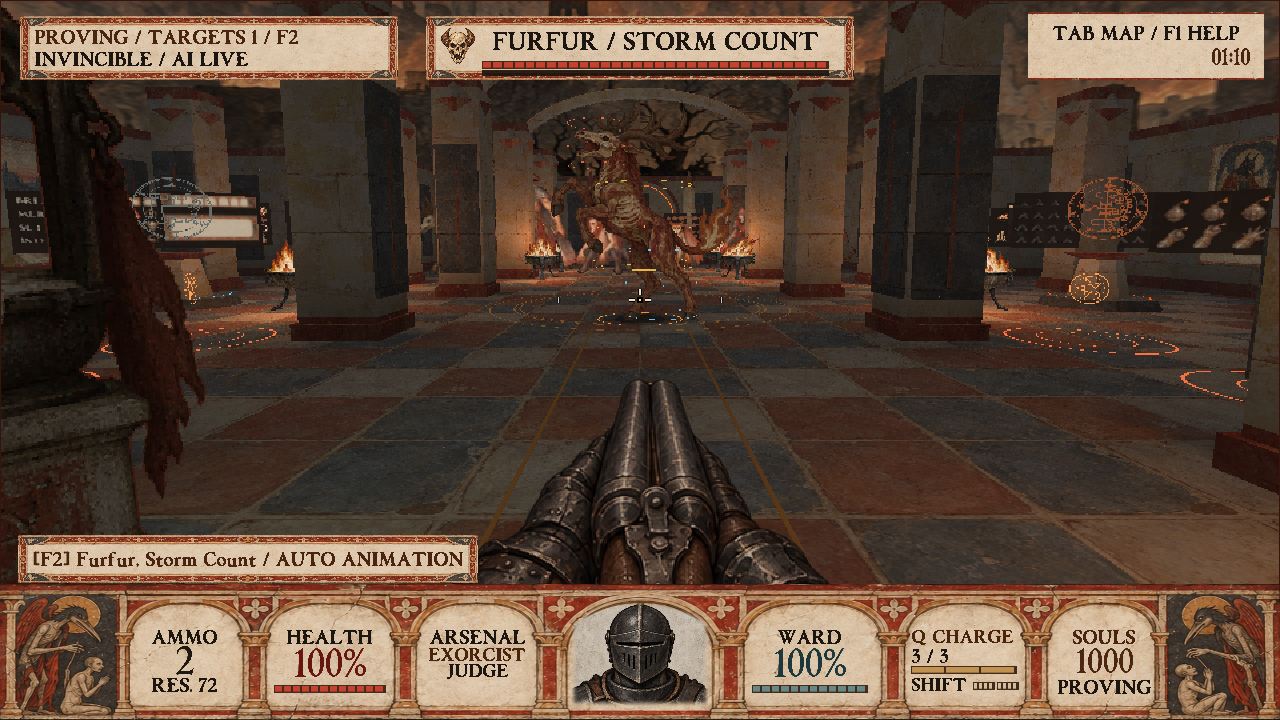 PROVING / TARGETS 1 / F2
INVINCIBLE / AI LIVE
FURFUR / STORM COUNT
TAB MAP / F1 HELP
01:10
[F2] Furfur, Storm Count / AUTO ANIMATION
AMMO
2
RES. 72
HEALTH
100%
ARSENAL
EXORCIST
JUDGE
WARD
100%
Q CHARGE
3 / 3
SHIFT
SOULS
1000
PROVING